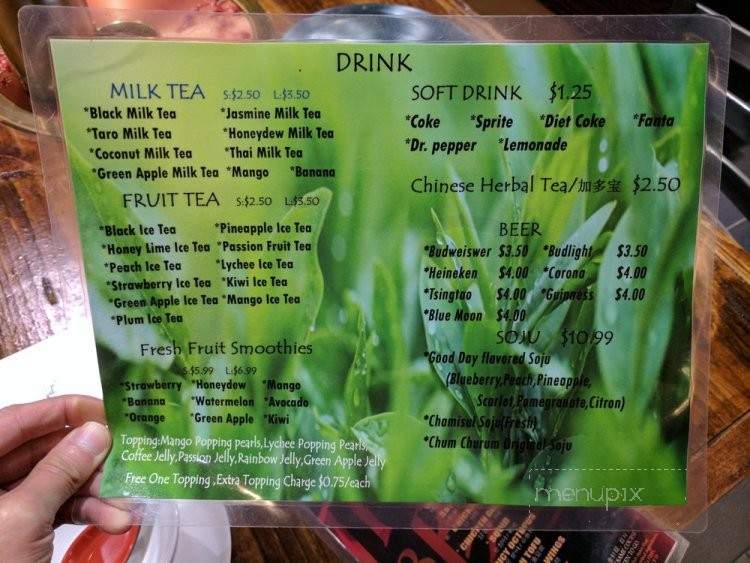 DRINK
MILK TEA S:$2.50 L:$3.50
*Black Milk Tea *Jasmine Milk Tea
*Taro Milk Tea *Honeydew Milk Tea
*Coconut Milk Tea *Thai Milk Tea
*Green Apple Milk Tea *Mango *Banana
FRUIT TEA S:$2.50 L:$3.50
*Black Ice Tea *Pineapple Ice Tea
*Honey Lime Ice Tea *Passion Fruit Tea
*Peach Ice Tea *Lychee Ice Tea
*Strawberry Ice Tea *Kiwi Ice Tea
*Green Apple Ice Tea *Mango Ice Tea
*Plum Ice Tea
Fresh Fruit Smoothies
S:$5.99 L:$6.99
*Strawberry *Honeydew *Mango
*Banana *Watermelon *Avocado
*Orange *Green Apple *Kiwi
Topping:Mango Popping pearls,Lychee Popping Pearls,
Coffee Jelly,Passion Jelly,Rainbow Jelly,Green Apple Jelly
Free One Topping ,Extra Topping Charge $0.75/each
SOFT DRINK $1.25
*Coke *Sprite *Diet Coke *Fanta
*Dr. pepper *Lemonade
Chinese Herbal Tea/加多宝 $2.50
BEER
*Budweiswer $3.50 *Budlight $3.50
*Heineken $4.00 *Corona $4.00
*Tsingtao $4.00 *Guinness $4.00
*Blue Moon $4.00
SOJU $10.99
*Good Day flavored Soju
(Blueberry,Peach,Pineapple,
Scarlet,Pomegranate,Citron)
*Chamisul Soju(Fresh)
*Chum Churum Original Soju
menupix